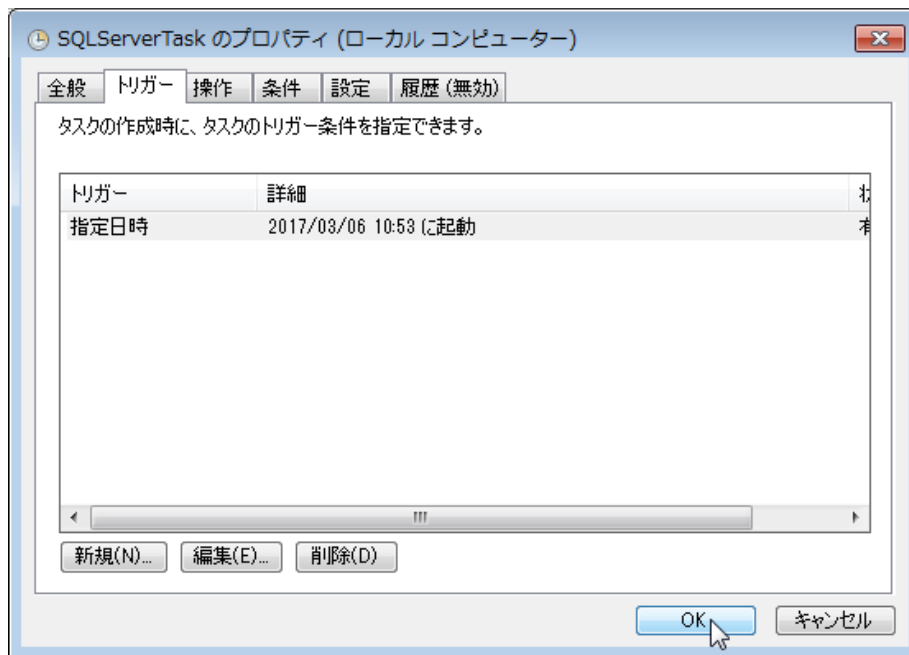 SQLServerTask のプロパティ (ローカル コンピューター)
全般 トリガー 操作 条件 設定 履歴 (無効)
タスクの作成時に、タスクのトリガー条件を指定できます。
トリガー 詳細
指定日時 2017/03/06 10:53 に起動
新規(N)... 編集(E)... 削除(D)
OK キャンセル